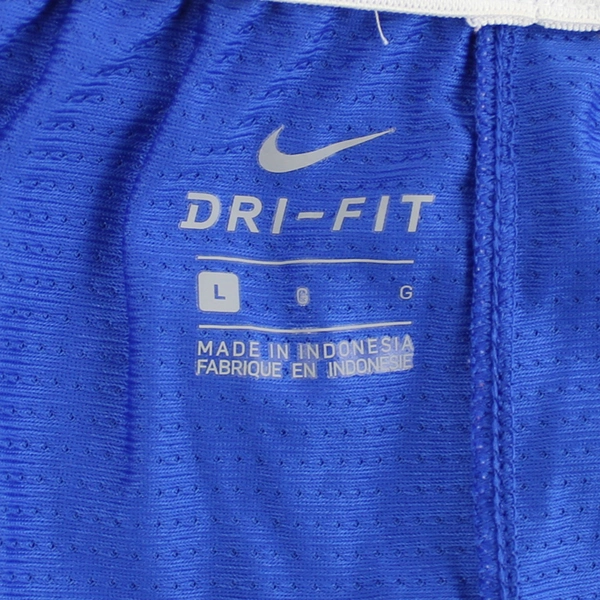 DRI-FIT
L G G
MADE IN INDONESIA
FABRIQUE EN INDONESIE